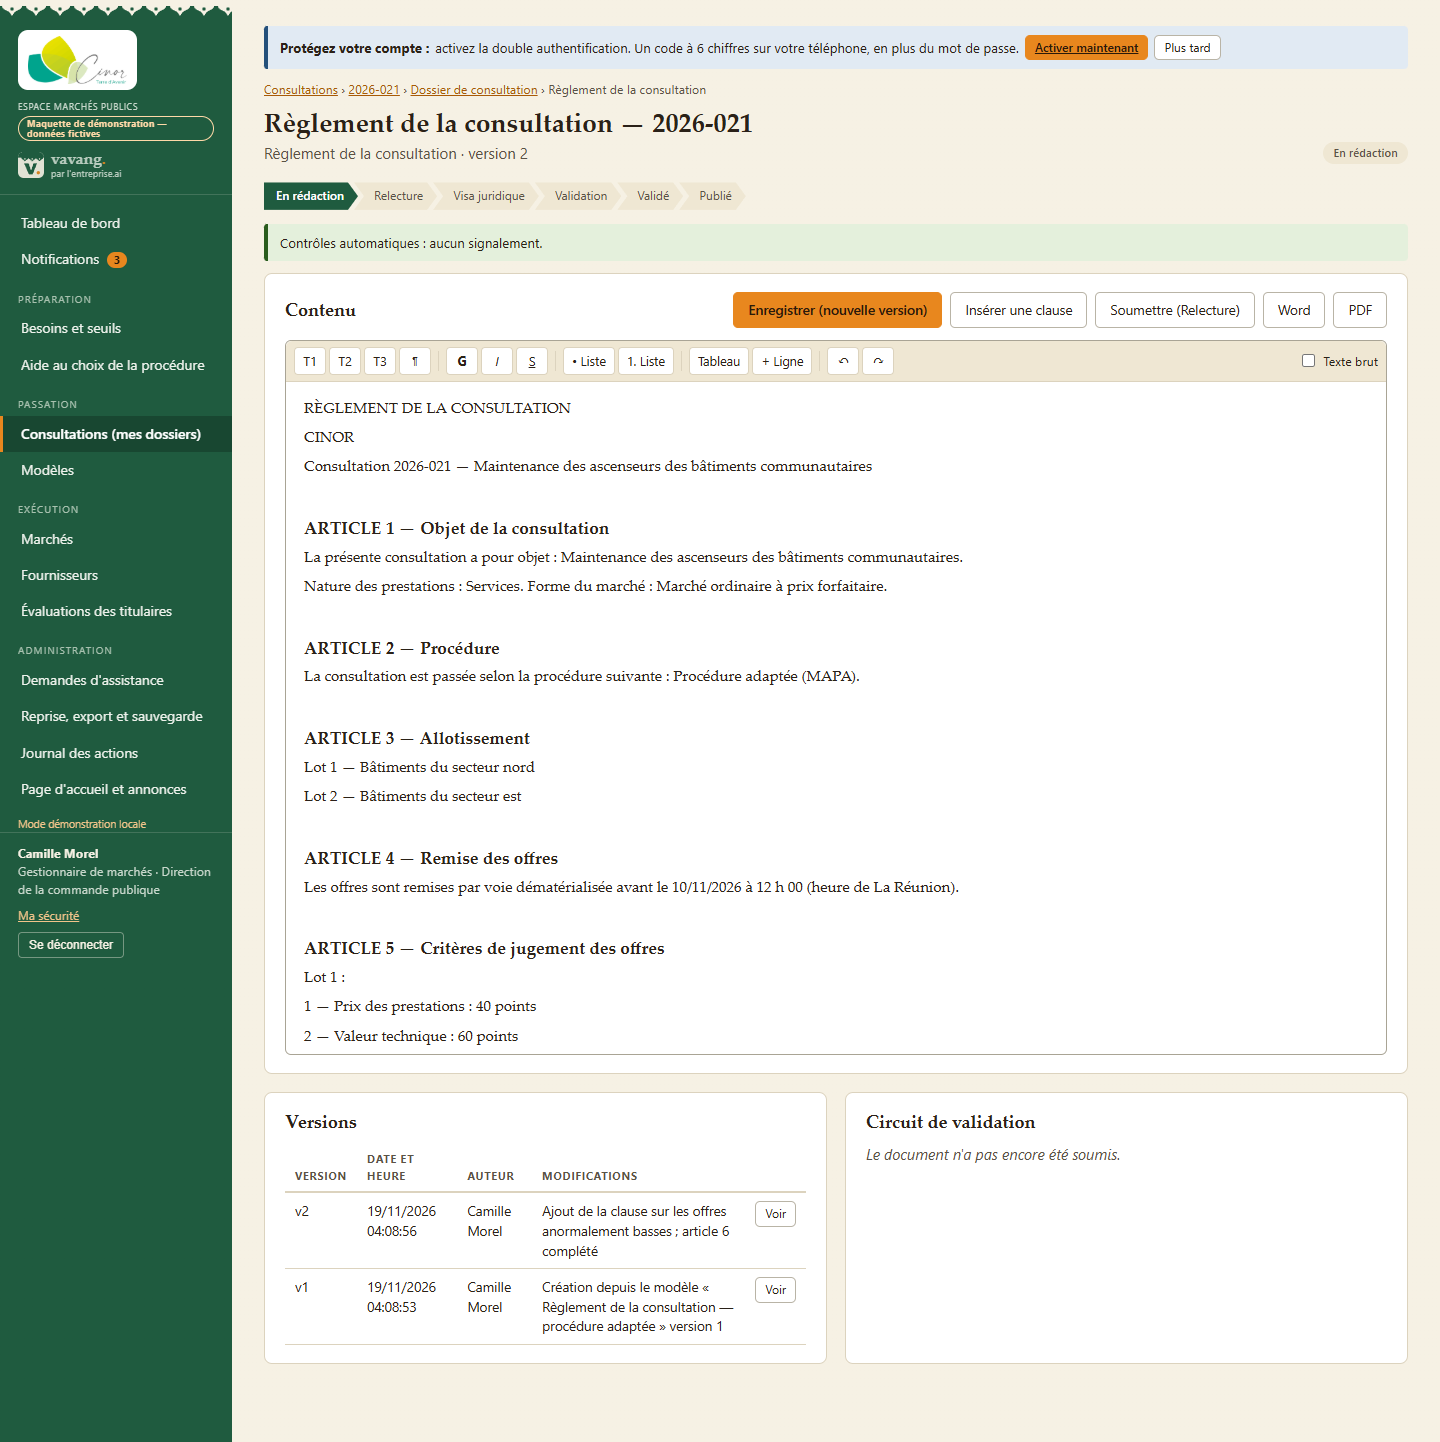 Cinor
Terre d'Avenir
ESPACE MARCHÉS PUBLICS
Maquette de démonstration —
données fictives
vavang.
par l'entreprise.ai
Tableau de bord
Notifications 3
PRÉPARATION
Besoins et seuils
Aide au choix de la procédure
PASSATION
Consultations (mes dossiers)
Modèles
EXÉCUTION
Marchés
Fournisseurs
Évaluations des titulaires
ADMINISTRATION
Demandes d'assistance
Reprise, export et sauvegarde
Journal des actions
Page d'accueil et annonces
Mode démonstration locale
Camille Morel
Gestionnaire de marchés · Direction
de la commande publique
Ma sécurité
Se déconnecter
Protégez votre compte : activez la double authentification. Un code à 6 chiffres sur votre téléphone, en plus du mot de passe. Activer maintenant Plus tard
Consultations › 2026-021 › Dossier de consultation › Règlement de la consultation
Règlement de la consultation — 2026-021
Règlement de la consultation · version 2
En rédaction
En rédaction Relecture Visa juridique Validation Validé Publié
Contrôles automatiques : aucun signalement.
Contenu Enregistrer (nouvelle version) Insérer une clause Soumettre (Relecture) Word PDF
T1 T2 T3 ¶ G I S • Liste 1. Liste Tableau + Ligne ↶ ↷ Texte brut
RÈGLEMENT DE LA CONSULTATION
CINOR
Consultation 2026-021 — Maintenance des ascenseurs des bâtiments communautaires
ARTICLE 1 — Objet de la consultation
La présente consultation a pour objet : Maintenance des ascenseurs des bâtiments communautaires.
Nature des prestations : Services. Forme du marché : Marché ordinaire à prix forfaitaire.
ARTICLE 2 — Procédure
La consultation est passée selon la procédure suivante : Procédure adaptée (MAPA).
ARTICLE 3 — Allotissement
Lot 1 — Bâtiments du secteur nord
Lot 2 — Bâtiments du secteur est
ARTICLE 4 — Remise des offres
Les offres sont remises par voie dématérialisée avant le 10/11/2026 à 12 h 00 (heure de La Réunion).
ARTICLE 5 — Critères de jugement des offres
Lot 1 :
1 — Prix des prestations : 40 points
2 — Valeur technique : 60 points
Versions
VERSION DATE ET HEURE AUTEUR MODIFICATIONS
v2 19/11/2026 04:08:56 Camille Morel Ajout de la clause sur les offres anormalement basses ; article 6 complété Voir
v1 19/11/2026 04:08:53 Camille Morel Création depuis le modèle « Règlement de la consultation — procédure adaptée » version 1 Voir
Circuit de validation
Le document n'a pas encore été soumis.